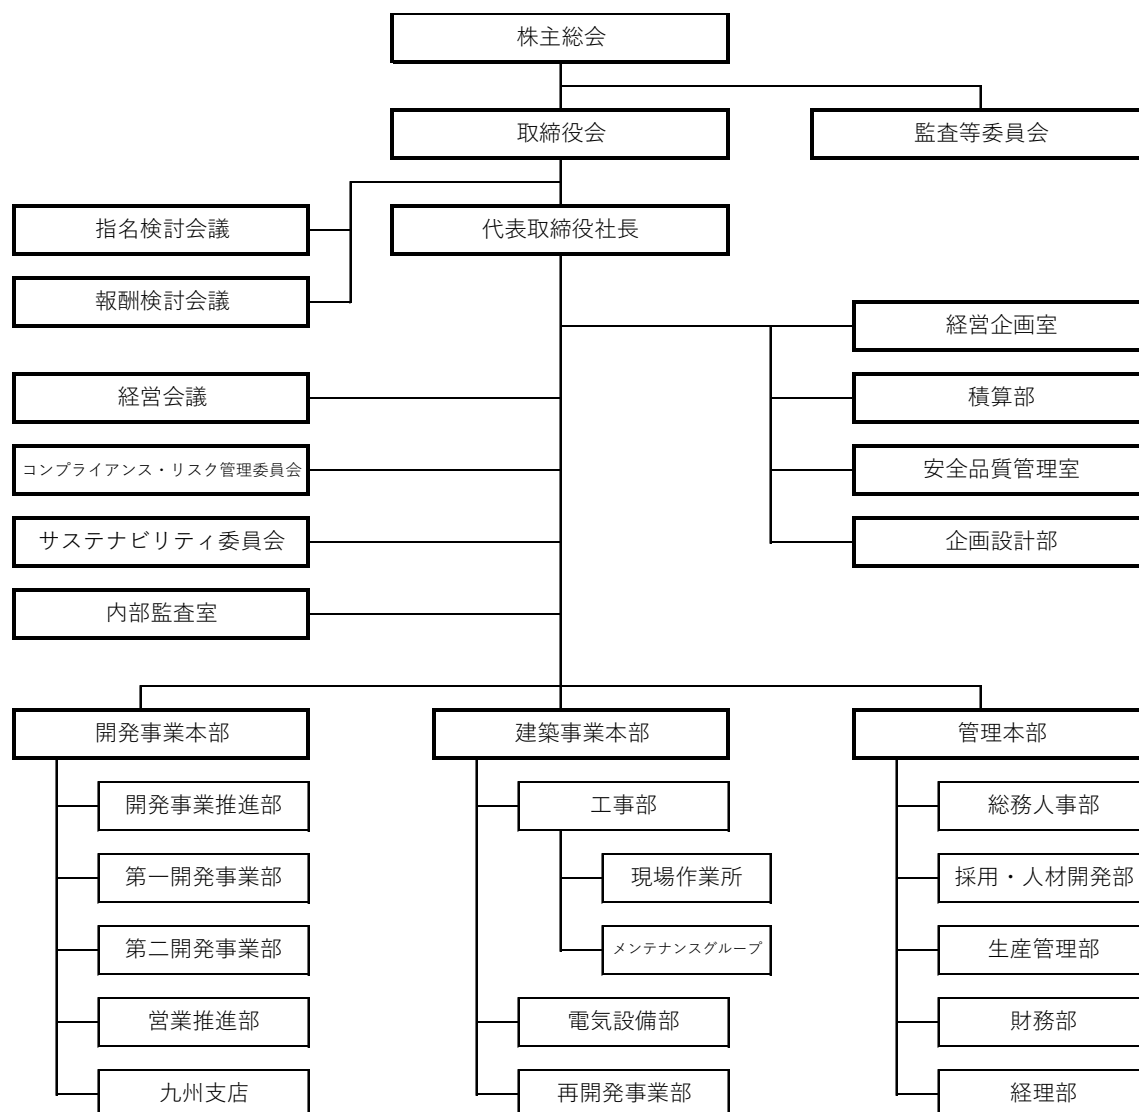 株主総会
取締役会
監査等委員会
指名検討会議
代表取締役社長
報酬検討会議
経営企画室
経営会議
積算部
コンプライアンス・リスク管理委員会
安全品質管理室
サステナビリティ委員会
企画設計部
内部監査室
開発事業本部
建築事業本部
管理本部
開発事業推進部
工事部
総務人事部
第一開発事業部
現場作業所
採用・人材開発部
第二開発事業部
メンテナンスグループ
生産管理部
営業推進部
電気設備部
財務部
九州支店
再開発事業部
経理部